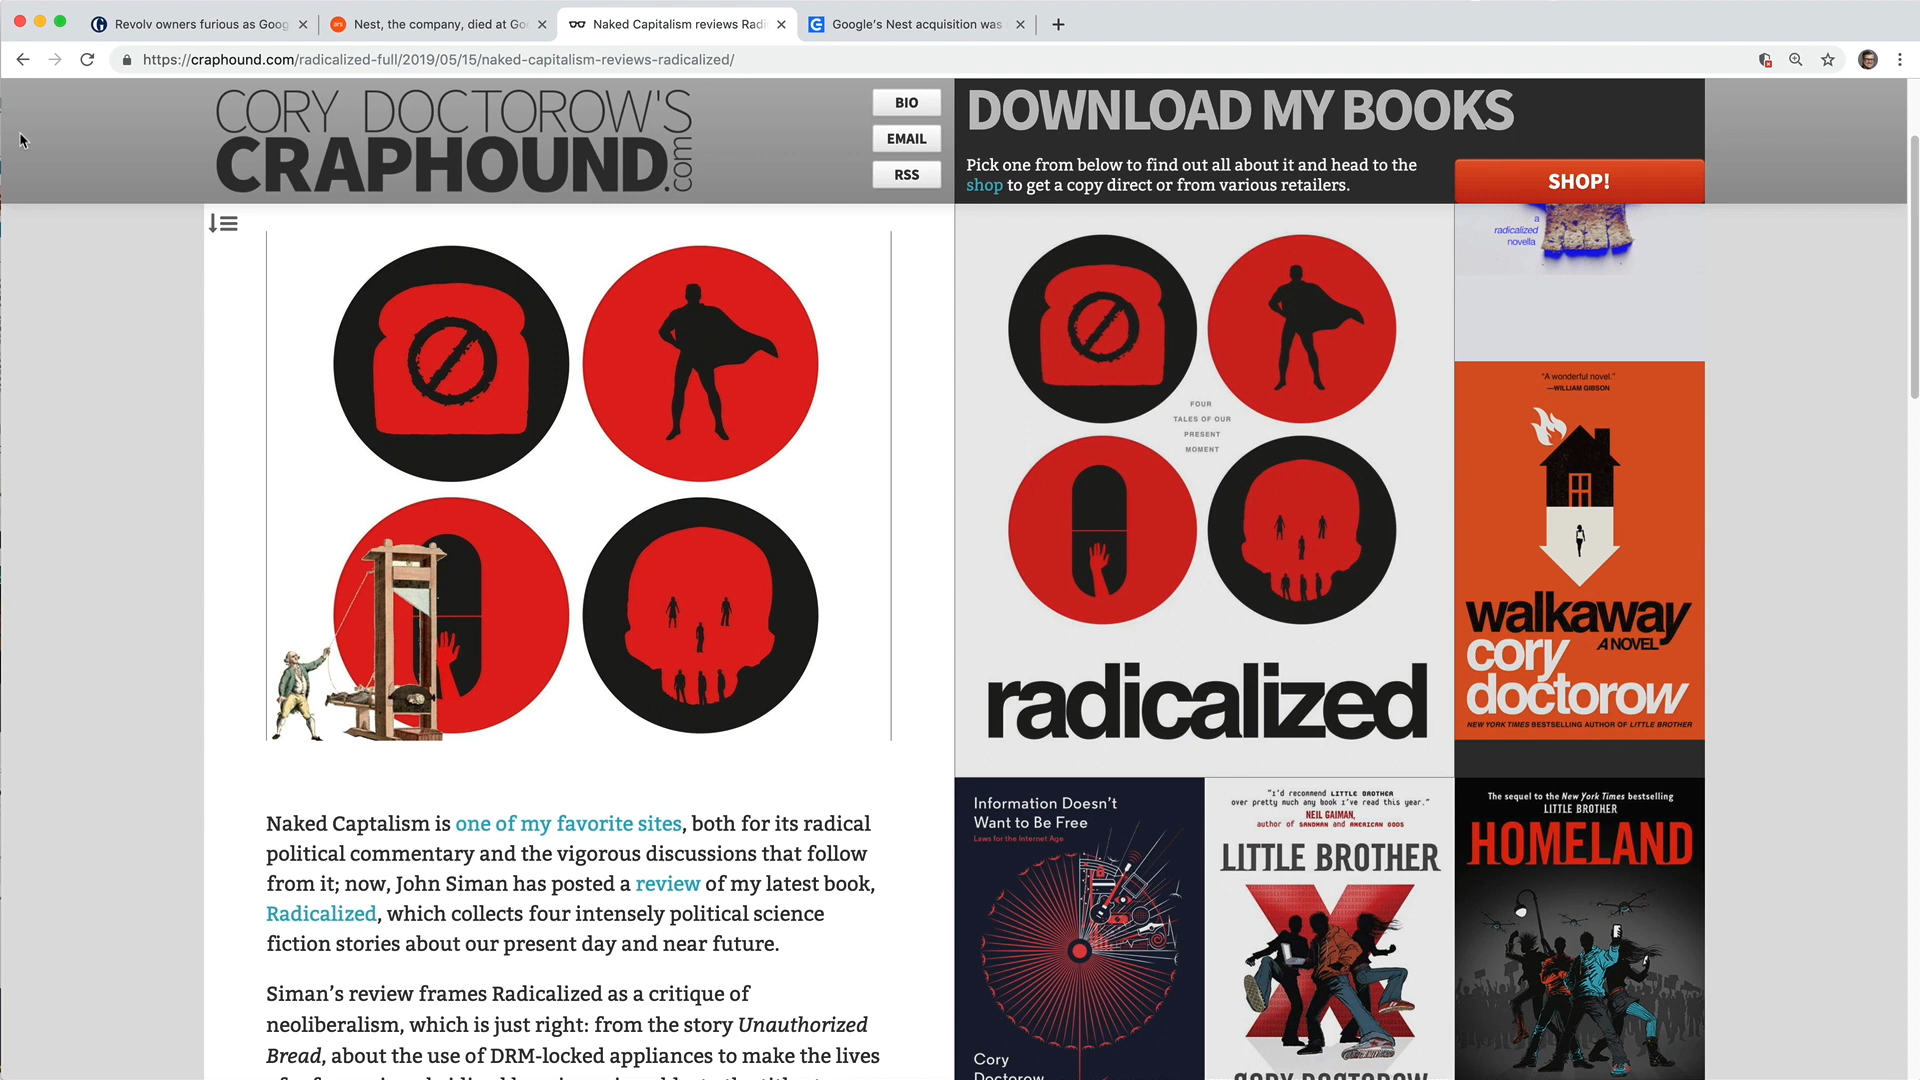 Revolv owners furious as Goog
Nest, the company, died at Go
Naked Capitalism reviews Radi
Google's Nest acquisition was
https://craphound.com/radicalized-full/2019/05/15/naked-capitalism-reviews-radicalized/
CORY DOCTOROW'S
CRAPHOUND.com
BIO
EMAIL
RSS
DOWNLOAD MY BOOKS
Pick one from below to find out all about it and head to the
shop to get a copy direct or from various retailers.
SHOP!
Naked Captalism is one of my favorite sites, both for its radical
political commentary and the vigorous discussions that follow
from it; now, John Siman has posted a review of my latest book,
Radicalized, which collects four intensely political science
fiction stories about our present day and near future.
Siman's review frames Radicalized as a critique of
neoliberalism, which is just right: from the story Unauthorized
Bread, about the use of DRM-locked appliances to make the lives
FOUR
TALES OF OUR
PRESENT
MOMENT
radicalized
a
radicalized
novella
"A wonderful novel."
—WILLIAM GIBSON
walkaway
A NOVEL
cory
doctorow
NEW YORK TIMES BESTSELLING AUTHOR OF LITTLE BROTHER
Information Doesn't
Want to Be Free
Laws for the Internet Age
Cory
Doctorow
"I'd recommend LITTLE BROTHER
over pretty much any book I've read this year."
NEIL GAIMAN,
author of SANDMAN and AMERICAN GODS
LITTLE BROTHER
CORY DOCTOROW
The sequel to the New York Times bestselling
LITTLE BROTHER
HOMELAND